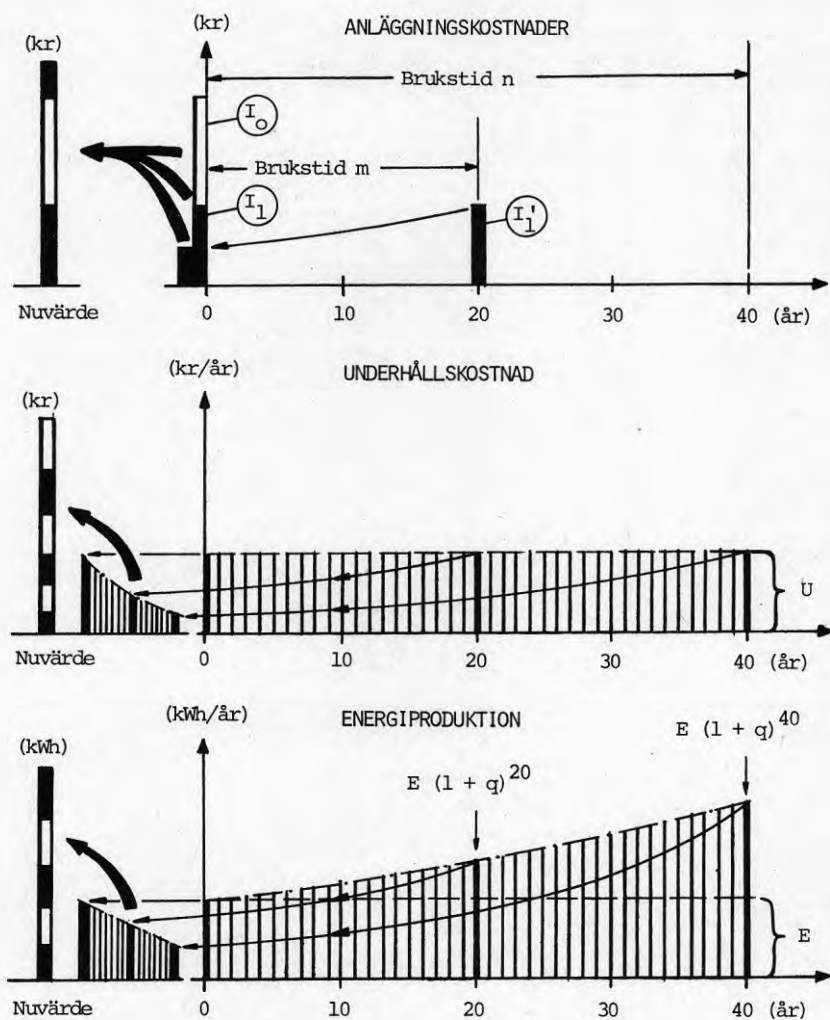 ANLÄGGNINGSKOSTNADER
(kr)
(kr)
Brukstid n
I₀
Brukstid m
I₁
I₁'
Nuvärde
0 10 20 30 40 (år)
(kr/år)
UNDERHÅLLSKOSTNAD
(kr)
U
Nuvärde
0 10 20 30 40 (år)
(kWh/år)
ENERGIPRODUKTION
(kWh)
E (1 + q)⁴⁰
E (1 + q)²⁰
E
Nuvärde
0 10 20 30 40 (år)